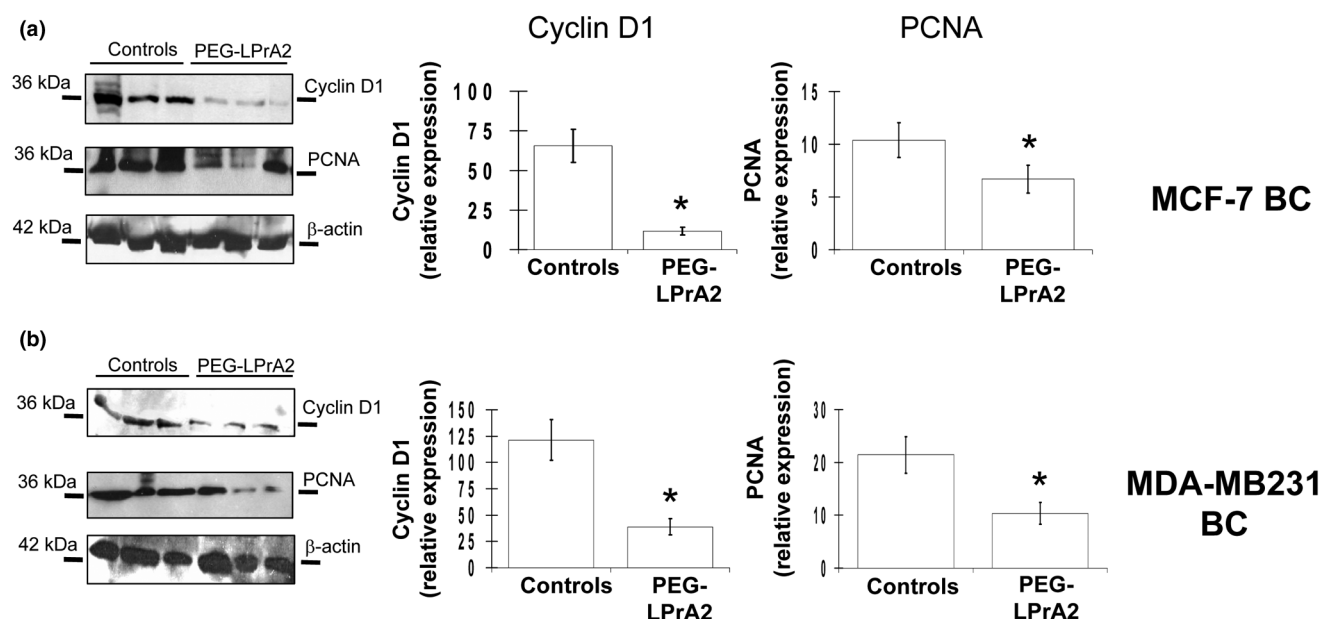 (a)
Controls PEG-LPrA2
36 kDa
Cyclin D1
36 kDa
PCNA
42 kDa
β-actin
Cyclin D1
Cyclin D1
(relative expression)
100
75
50
25
0
*
Controls
PEG-
LPrA2
PCNA
PCNA
(relative expression)
15
10
5
0
*
Controls
PEG-
LPrA2
MCF-7 BC
(b)
Controls PEG-LPrA2
36 kDa
Cyclin D1
36 kDa
PCNA
42 kDa
β-actin
Cyclin D1
(relative expression)
150
125
100
75
50
25
0
*
Controls
PEG-
LPrA2
PCNA
(relative expression)
30
20
10
0
*
Controls
PEG-
LPrA2
MDA-MB231
BC